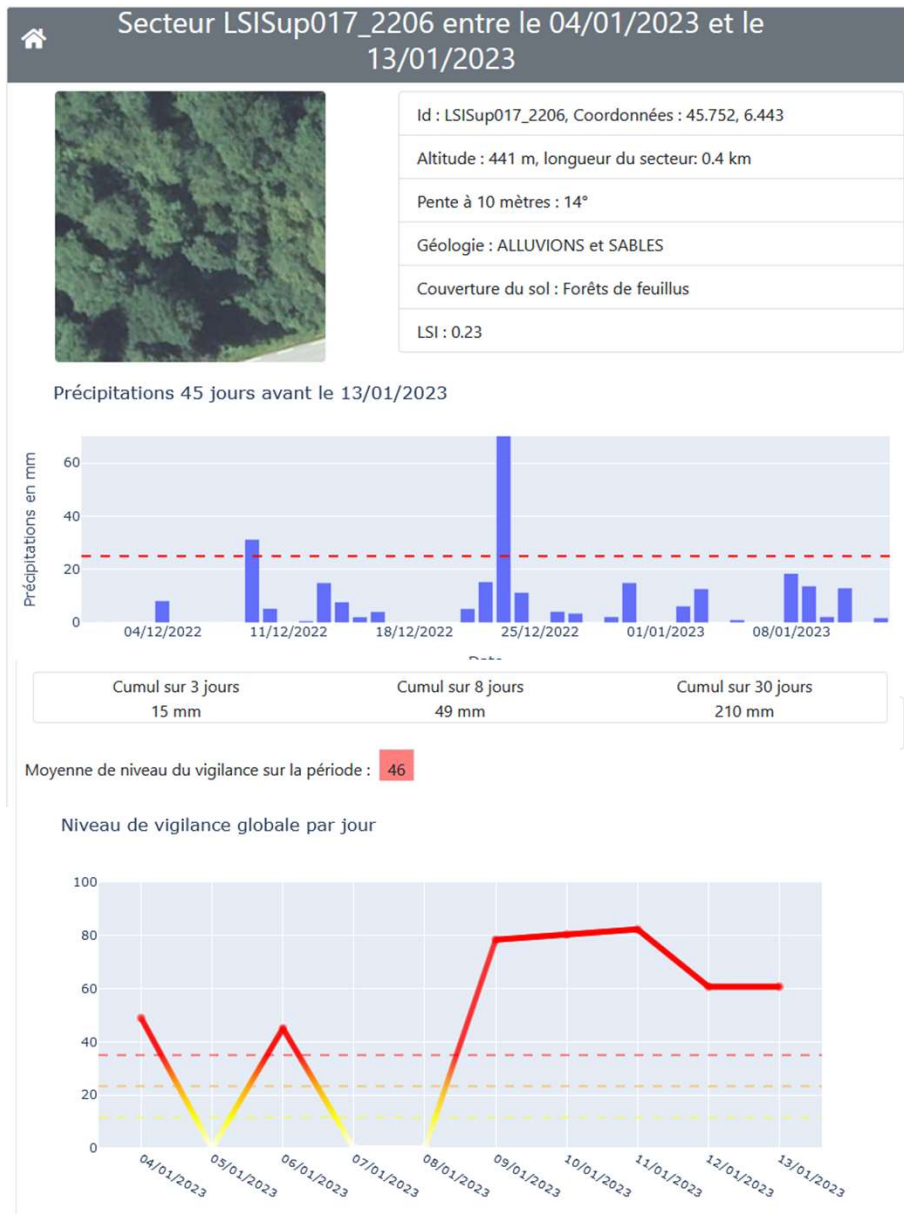 Secteur LSISup017_2206 entre le 04/01/2023 et le
13/01/2023
Id : LSISup017_2206, Coordonnées : 45.752, 6.443
Altitude : 441 m, longueur du secteur: 0.4 km
Pente à 10 mètres : 14°
Géologie : ALLUVIONS et SABLES
Couverture du sol : Forêts de feuillus
LSI : 0.23
Précipitations 45 jours avant le 13/01/2023
Précipitations en mm
60
40
20
0
04/12/2022 11/12/2022 18/12/2022 25/12/2022 01/01/2023 08/01/2023
Cumul sur 3 jours Cumul sur 8 jours Cumul sur 30 jours
15 mm 49 mm 210 mm
Moyenne de niveau du vigilance sur la période : 46
Niveau de vigilance globale par jour
100
80
60
40
20
0
04/01/2023 05/01/2023 06/01/2023 07/01/2023 08/01/2023 09/01/2023 10/01/2023 11/01/2023 12/01/2023 13/01/2023